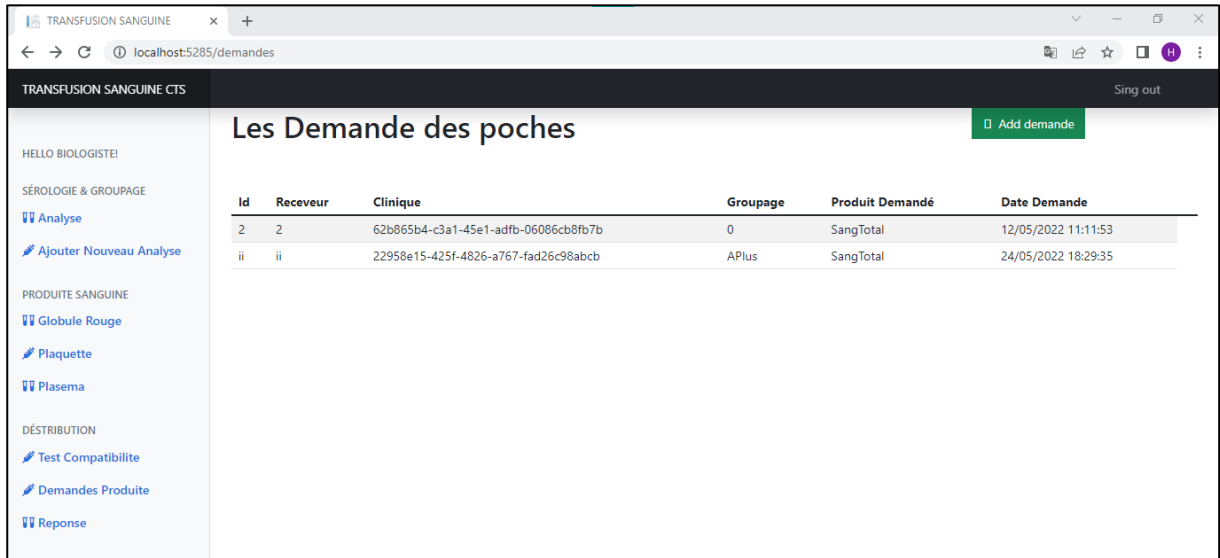 TRANSFUSION SANGUINE
localhost:5285/demandes
H
TRANSFUSION SANGUINE CTS
Sing out
Les Demande des poches
Add demande
HELLO BIOLOGISTE!
SÉROLOGIE & GROUPAGE
Analyse
Ajouter Nouveau Analyse
PRODUITE SANGUINE
Globule Rouge
Plaquette
Plasema
DÉSTRIBUTION
Test Compatibilite
Demandes Produite
Reponse
Id Receveur Clinique Groupage Produit Demandé Date Demande
2 2 62b865b4-c3a1-45e1-adfb-06086cb8fb7b 0 SangTotal 12/05/2022 11:11:53
ii ii 22958e15-425f-4826-a767-fad26c98abcb APlus SangTotal 24/05/2022 18:29:35